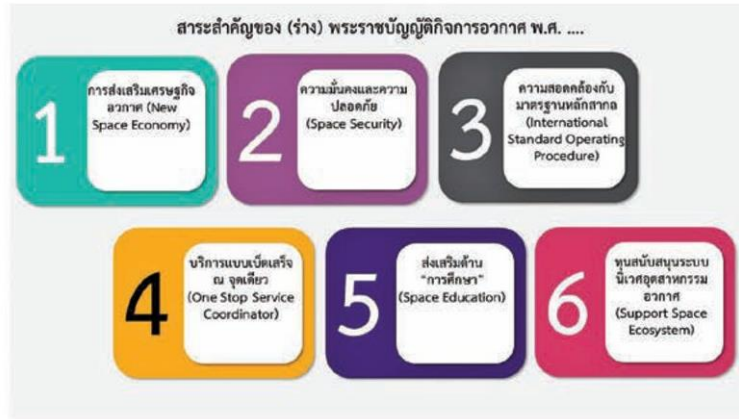 สาระสำคัญของ (ร่าง) พระราชบัญญัติกิจการอวกาศ พ.ศ. ....
1
การส่งเสริมเศรษฐกิจ
อวกาศ (New
Space Economy)
2
ความมั่นคงและความ
ปลอดภัย
(Space Security)
3
ความสอดคล้องกับ
มาตรฐานหลักสากล
(International
Standard Operating
Procedure)
4
บริการแบบเบ็ดเสร็จ
ณ จุดเดียว
(One Stop Service
Coordinator)
5
ส่งเสริมด้าน
"การศึกษา"
(Space Education)
6
ทุนสนับสนุนระบบ
นิเวศอุตสาหกรรม
อวกาศ
(Support Space
Ecosystem)